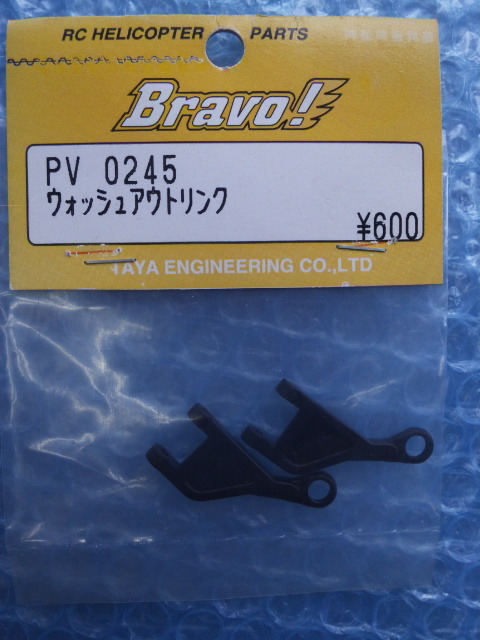 RC HELICOPTER PARTS
Bravo!
PV 0245
ｳｫｯｼｭｱｳﾄﾘﾝｸ
¥600
TAYA ENGINEERING CO.,LTD